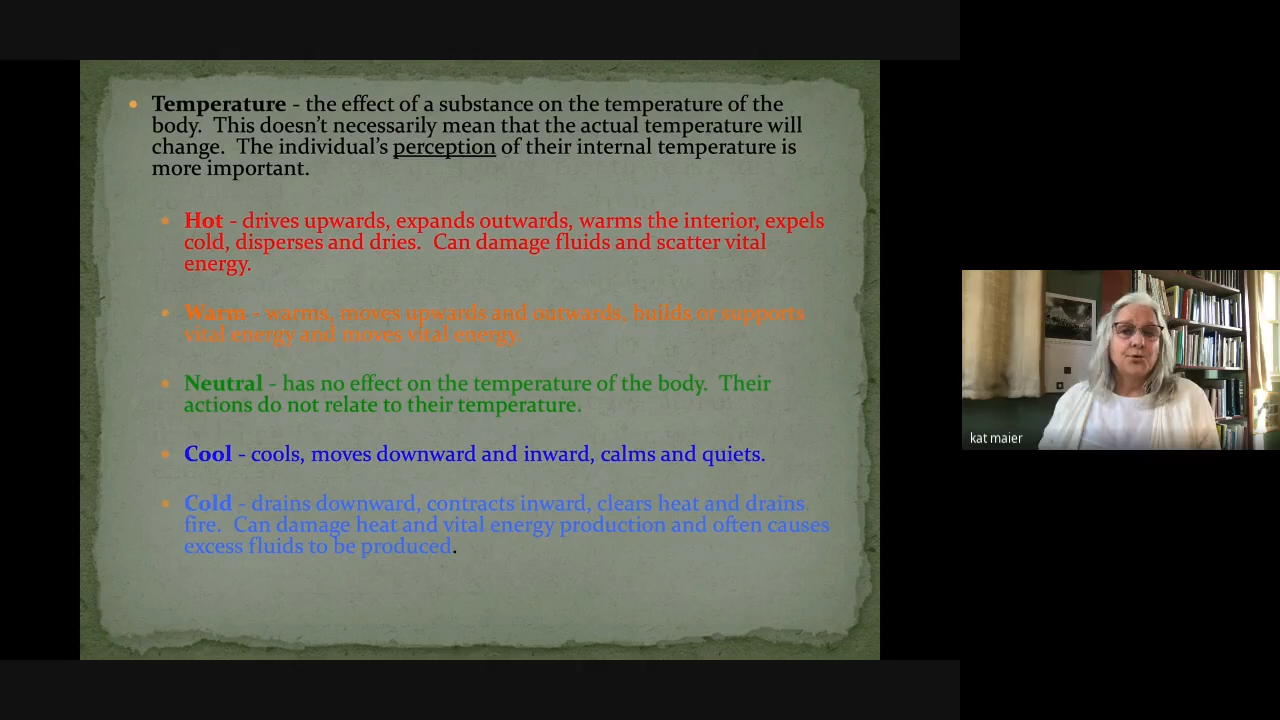 Temperature - the effect of a substance on the temperature of the
body. This doesn't necessarily mean that the actual temperature will
change. The individual's perception of their internal temperature is
more important.
Hot - drives upwards, expands outwards, warms the interior, expels
cold, disperses and dries. Can damage fluids and scatter vital
energy.
Warm - warms, moves upwards and outwards, builds or supports
vital energy and moves vital energy
Neutral - has no effect on the temperature of the body. Their
actions do not relate to their temperature.
Cool - cools, moves downward and inward, calms and quiets.
Cold - drains downward, contracts inward, clears heat and drains
fire. Can damage heat and vital energy production and often causes
excess fluids to be produced.
kat maier